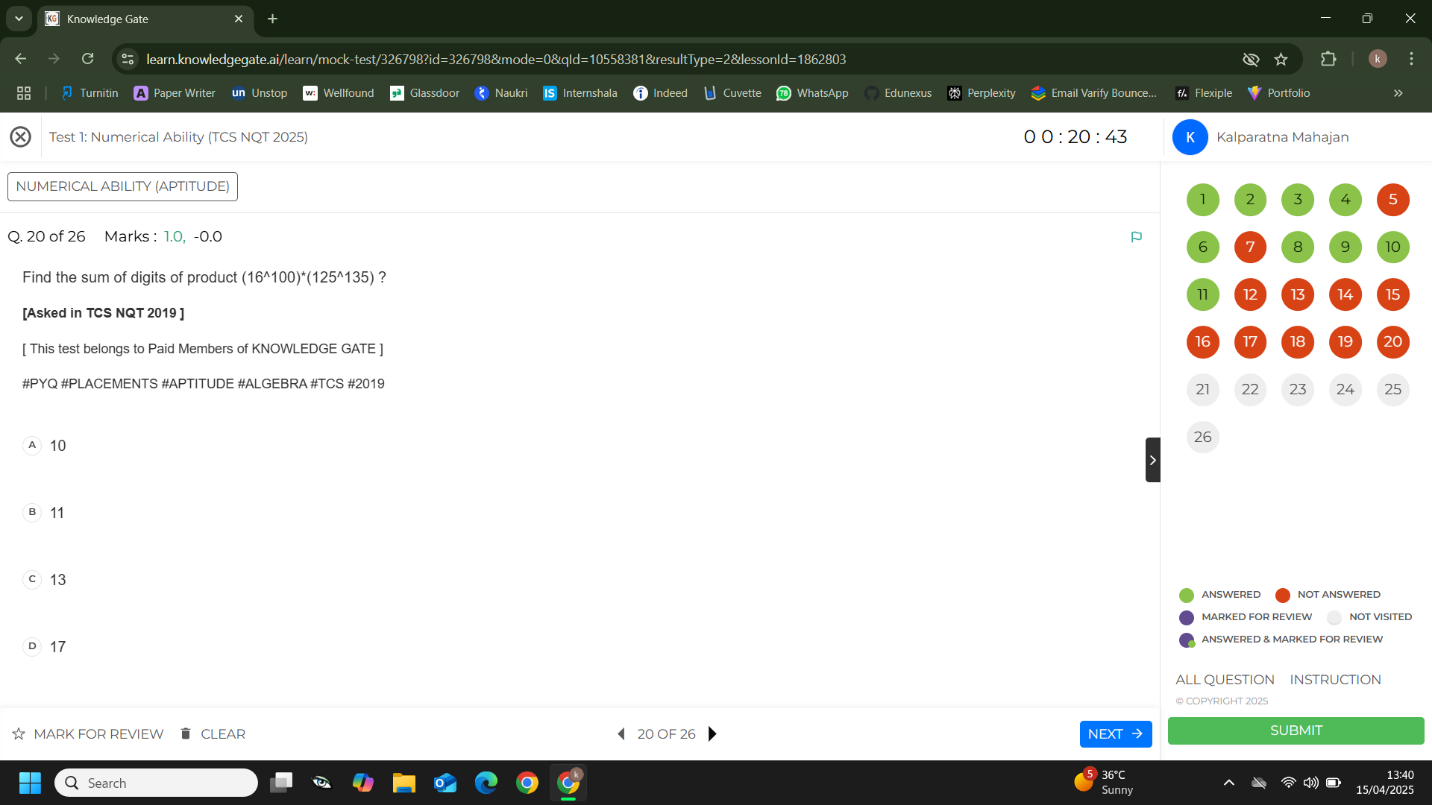 Knowledge Gate
learn.knowledgegate.ai/learn/mock-test/326798?id=326798&mode=0&qId=10558381&resultType=2&lessonId=1862803
k
Turnitin
A Paper Writer
un Unstop
w: Wellfound
Glassdoor
Naukri
IS Internshala
Indeed
Cuvette
WhatsApp
Edunexus
Perplexity
Email Varify Bounce...
Flexiple
Portfolio
Test 1: Numerical Ability (TCS NQT 2025)
0 0 : 20 : 43
K Kalparatna Mahajan
NUMERICAL ABILITY (APTITUDE)
Q. 20 of 26 Marks : 1.0, -0.0
Find the sum of digits of product (16^100)*(125^135) ?
[Asked in TCS NQT 2019 ]
[ This test belongs to Paid Members of KNOWLEDGE GATE ]
#PYQ #PLACEMENTS #APTITUDE #ALGEBRA #TCS #2019
A 10
B 11
C 13
D 17
1 2 3 4 5
6 7 8 9 10
11 12 13 14 15
16 17 18 19 20
21 22 23 24 25
26
ANSWERED NOT ANSWERED
MARKED FOR REVIEW NOT VISITED
ANSWERED & MARKED FOR REVIEW
ALL QUESTION INSTRUCTION
© COPYRIGHT 2025
SUBMIT
MARK FOR REVIEW CLEAR
20 OF 26
NEXT
Search
5
36°C
Sunny
13:40
15/04/2025